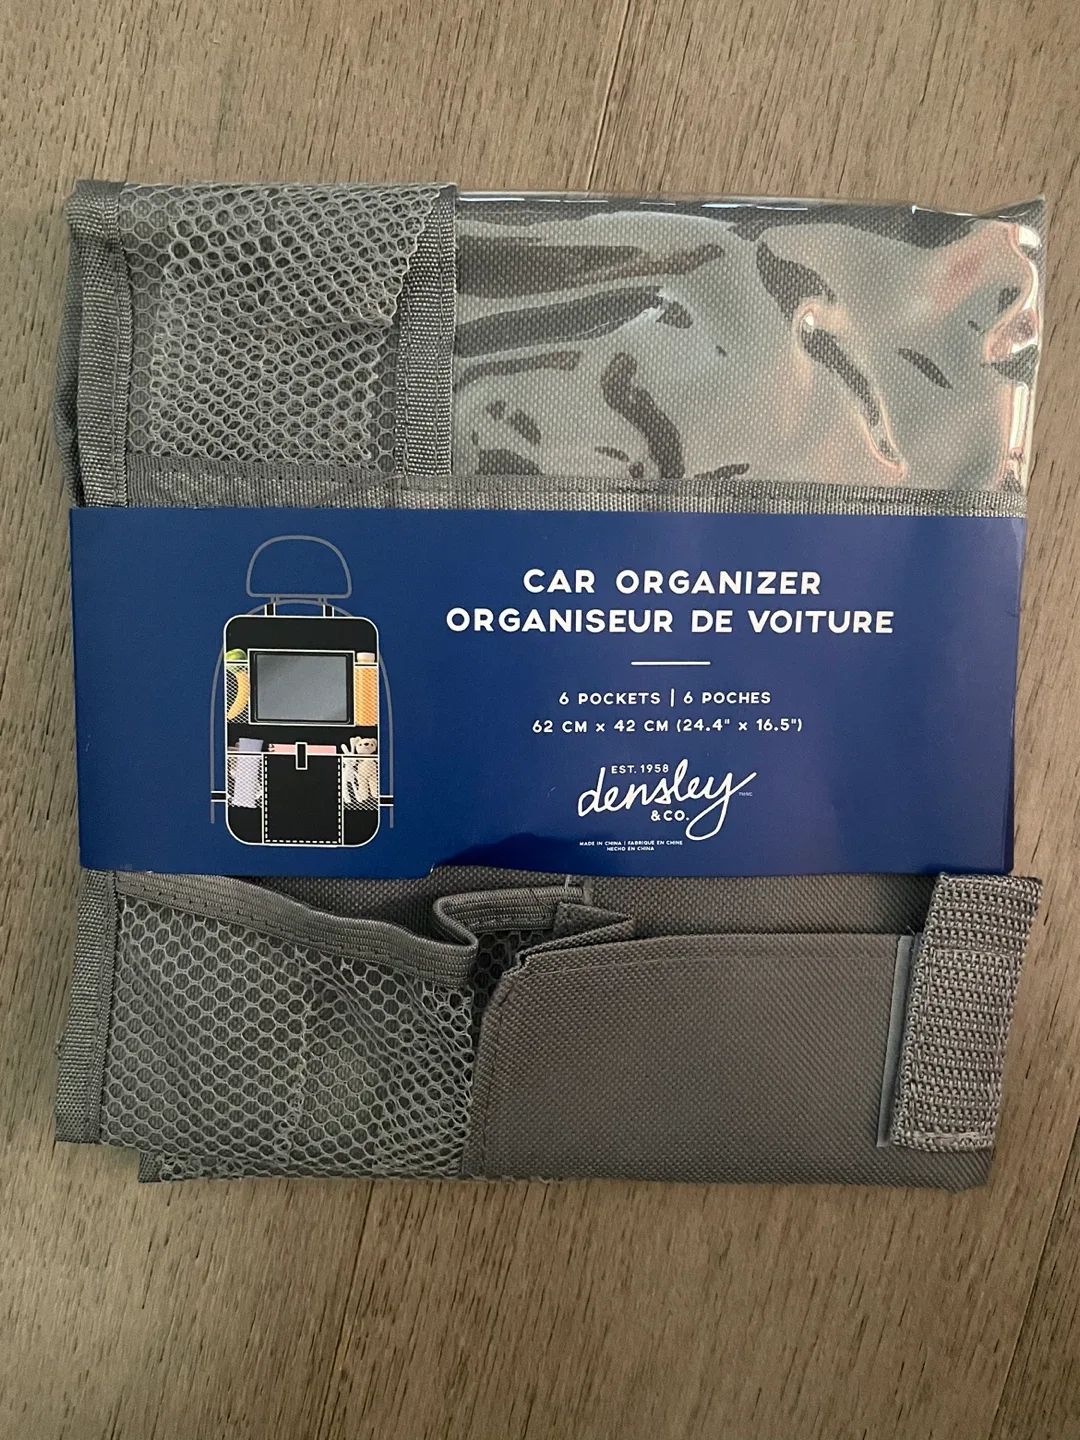 CAR ORGANIZER
ORGANISEUR DE VOITURE
6 POCKETS | 6 POCHES
62 CM x 42 CM (24.4" x 16.5")
EST. 1958
densley
& CO.
MADE IN CHINA | FABRIQUÉ EN CHINE
HECHO EN CHINA